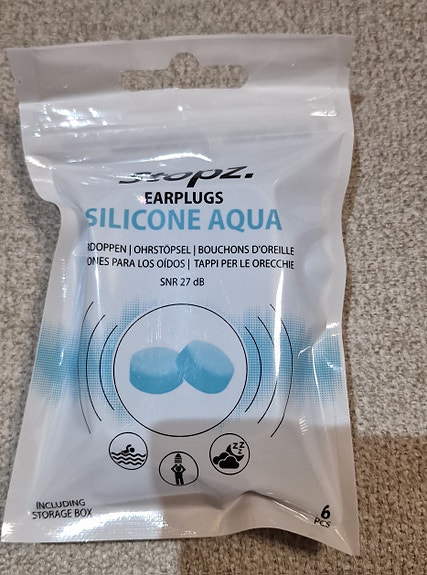 stopz.
EARPLUGS
SILICONE AQUA
RDOPPEN | OHRSTÖPSEL | BOUCHONS D'OREILLE
ONES PARA LOS OÍDOS | TAPPI PER LE ORECCHIE
SNR 27 dB
zzz
INCLUDING
STORAGE BOX
6
PCS